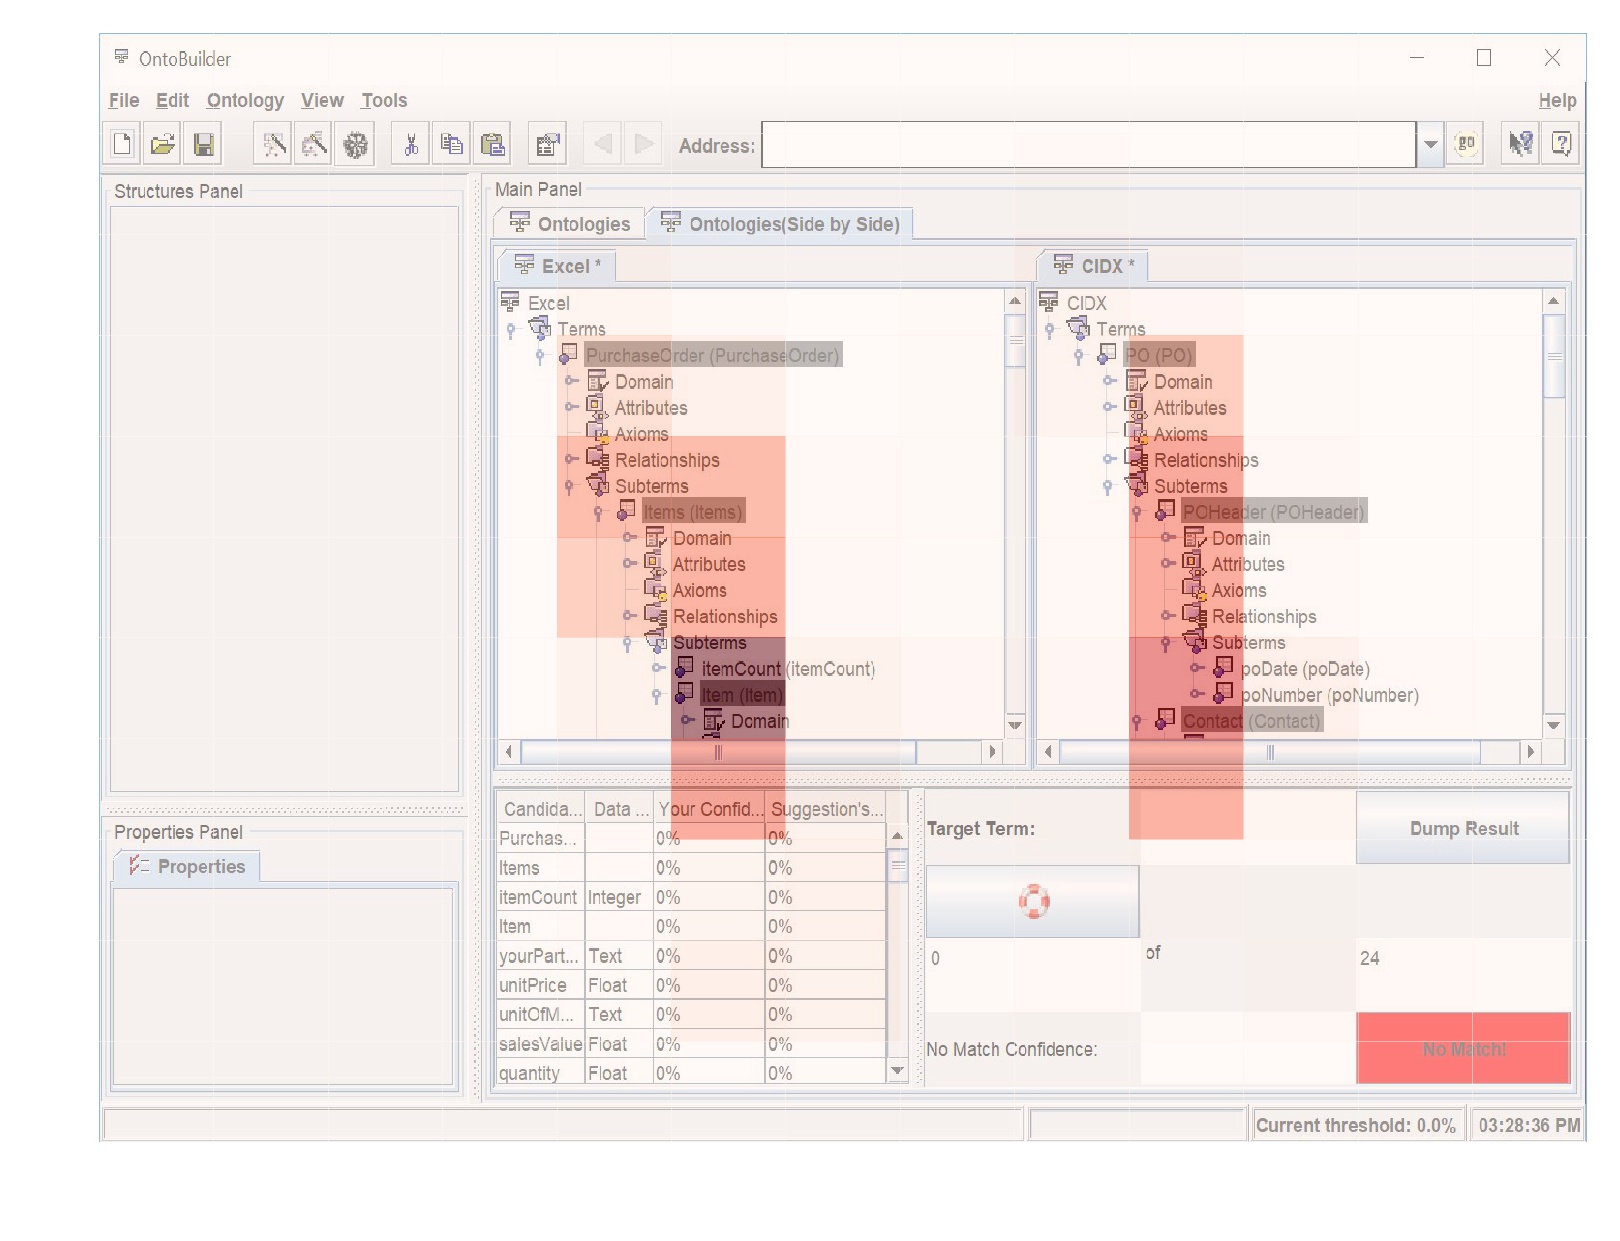 OntoBuilder
File Edit Ontology View Tools Help
Address: go
Structures Panel
Main Panel
Ontologies Ontologies(Side by Side)
Excel *
Excel
Terms
PurchaseOrder (PurchaseOrder)
Domain
Attributes
Axioms
Relationships
Subterms
Items (Items)
Domain
Attributes
Axioms
Relationships
Subterms
itemCount (itemCount)
Item (Item)
Domain
CIDX *
CIDX
Terms
PO (PO)
Domain
Attributes
Axioms
Relationships
Subterms
POHeader (POHeader)
Domain
Attributes
Axioms
Relationships
Subterms
poDate (poDate)
poNumber (poNumber)
Contact (Contact)
Properties Panel
Properties
Candida... Data ... Your Confid... Suggestion's...
Purchas... 0% 0%
Items 0% 0%
itemCount Integer 0% 0%
Item 0% 0%
yourPart... Text 0% 0%
unitPrice Float 0% 0%
unitOfM... Text 0% 0%
salesValue Float 0% 0%
quantity Float 0% 0%
Target Term: Dump Result
0 of 24
No Match Confidence: No Match!
Current threshold: 0.0% 03:28:36 PM